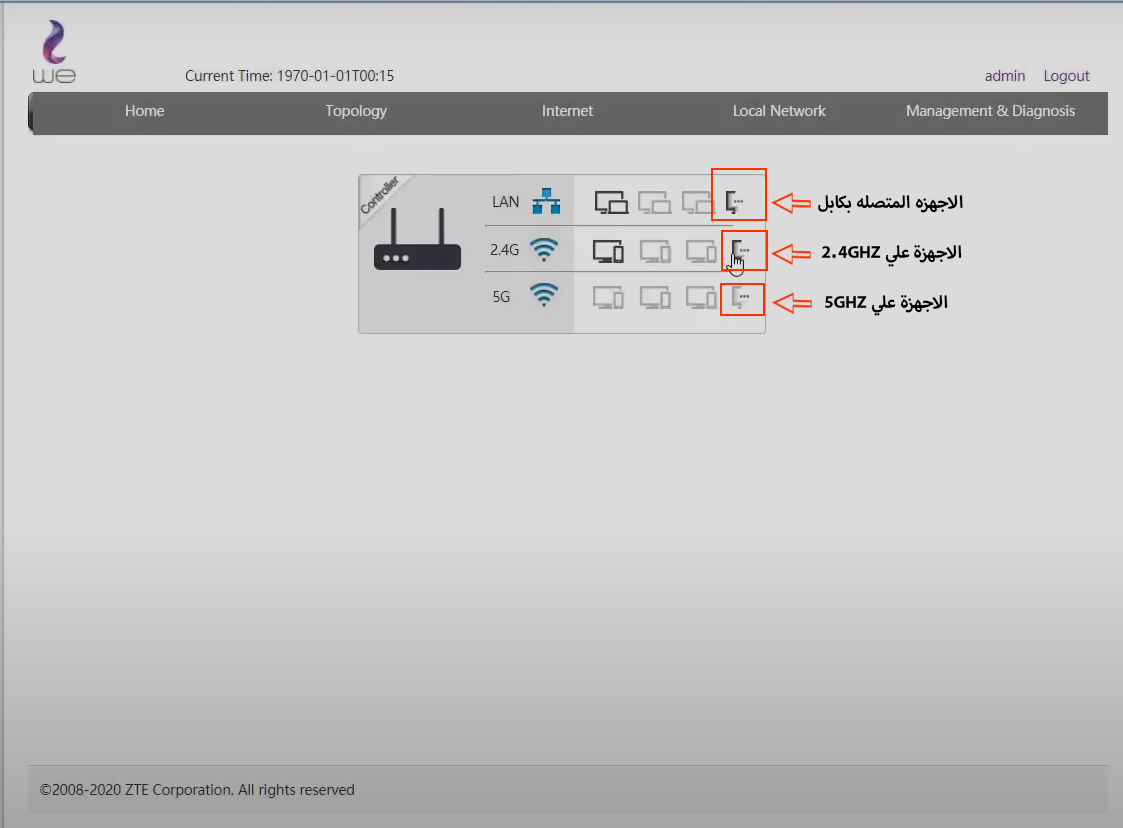 we
Current Time: 1970-01-01T00:15
admin Logout
Home Topology Internet Local Network Management & Diagnosis
Controller
LAN
الاجهزه المتصله بكابل
2.4G
الاجهزة علي 2.4GHZ
5G
الاجهزة علي 5GHZ
©2008-2020 ZTE Corporation. All rights reserved